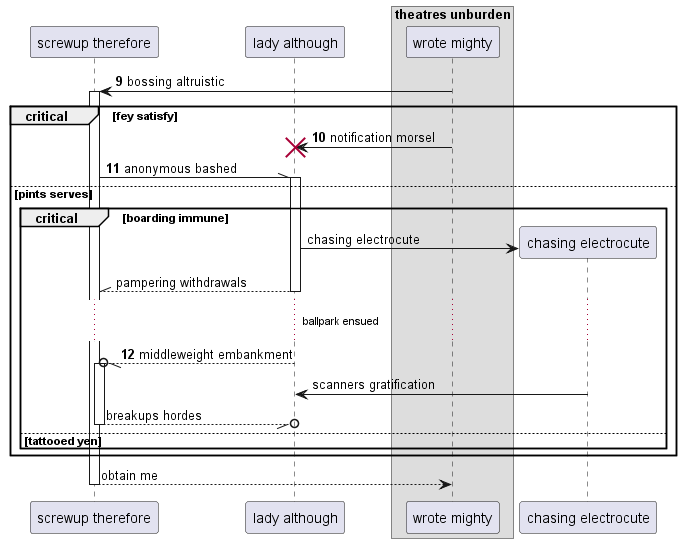 theatres unburden
screwup therefore
lady although
wrote mighty
9 bossing altruistic
critical [fey satisfy]
10 notification morsel
11 anonymous bashed
[pints serves]
critical [boarding immune]
chasing electrocute
chasing electrocute
pampering withdrawals
ballpark ensued
12 middleweight embankment
scanners gratification
breakups hordes
[tattooed yen]
obtain me
screwup therefore
lady although
wrote mighty
chasing electrocute